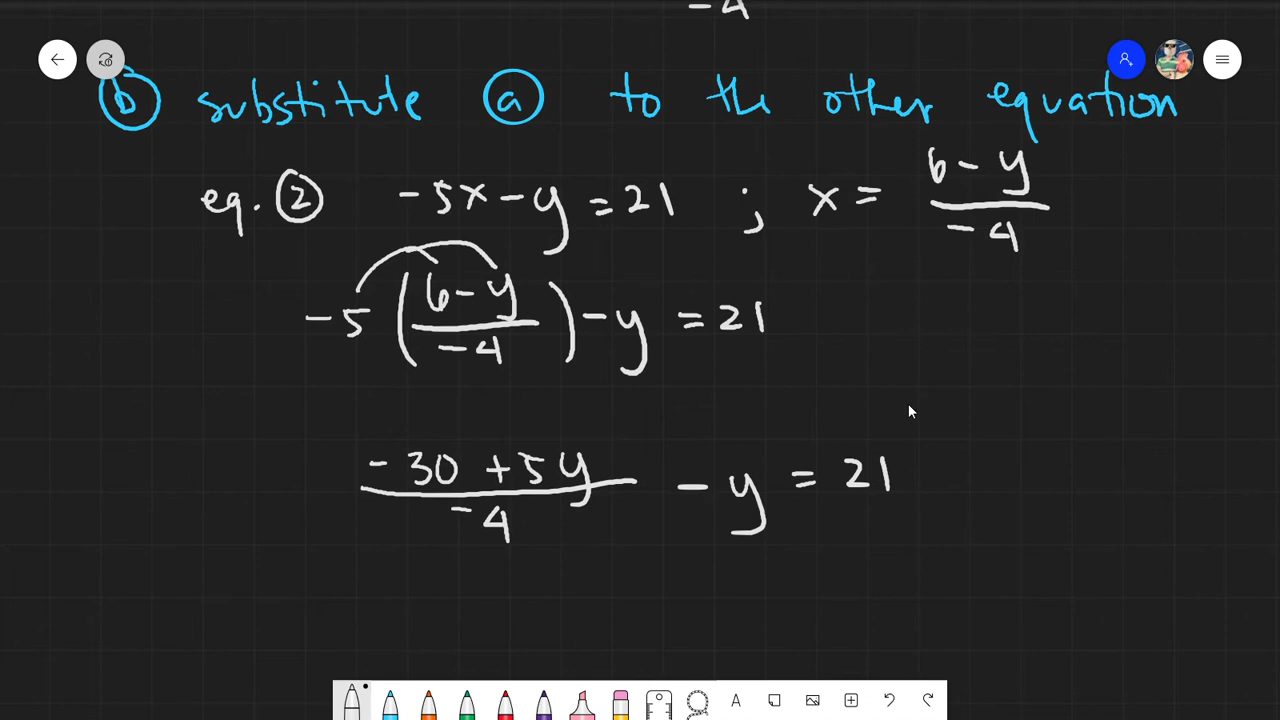 -4
ⓑ substitute ⓐ to the other equation
eq. ② -5x - y = 21 ; x = (6 - y)/(-4)
-5 ((6 - y)/(-4)) - y = 21
(-30 + 5y)/(-4) - y = 21
A